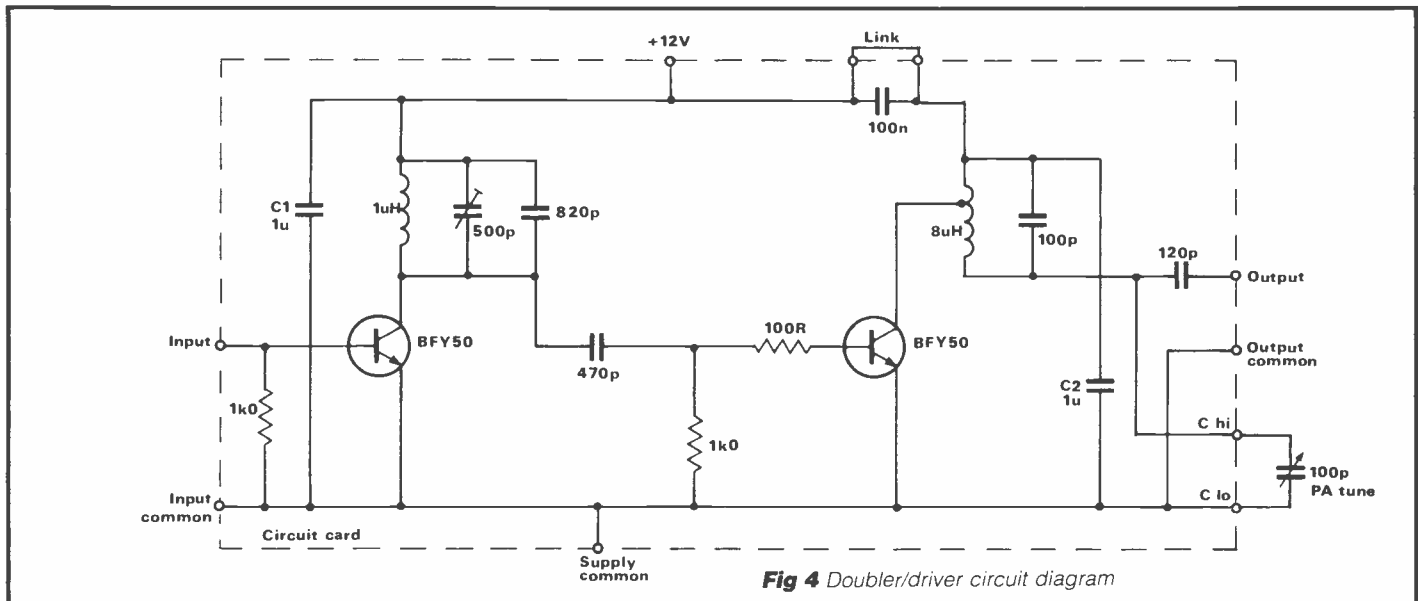 +12V
Link
100n
C1
1u
1uH
500p
820p
8uH
100p
120p
Output
Input
BFY50
470p
100R
BFY50
Output
common
C2
1u
1k0
1k0
C hi
100p
PA tune
C lo
Input
common
Circuit card
Supply
common
Fig 4 Doubler/driver circuit diagram